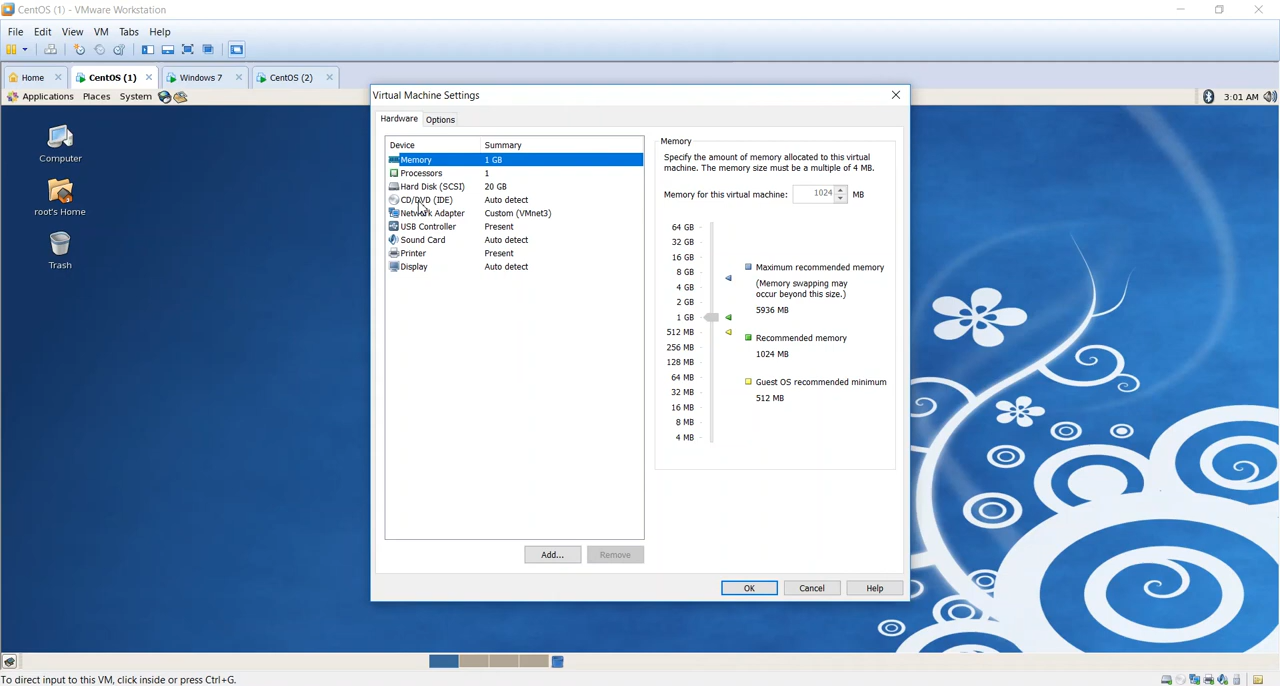 CentOS (1) - VMware Workstation
File Edit View VM Tabs Help
Home CentOS (1) Windows 7 CentOS (2)
Applications Places System 3:01 AM
Computer
root's Home
Trash
Virtual Machine Settings
Hardware Options
Device Summary
Memory 1 GB
Processors 1
Hard Disk (SCSI) 20 GB
CD/DVD (IDE) Auto detect
Network Adapter Custom (VMnet3)
USB Controller Present
Sound Card Auto detect
Printer Present
Display Auto detect
Add... Remove
Memory
Specify the amount of memory allocated to this virtual
machine. The memory size must be a multiple of 4 MB.
Memory for this virtual machine: 1024 MB
64 GB
32 GB
16 GB
8 GB
4 GB
2 GB
1 GB
512 MB
256 MB
128 MB
64 MB
32 MB
16 MB
8 MB
4 MB
Maximum recommended memory
(Memory swapping may
occur beyond this size.)
5936 MB
Recommended memory
1024 MB
Guest OS recommended minimum
512 MB
OK Cancel Help
To direct input to this VM, click inside or press Ctrl+G.